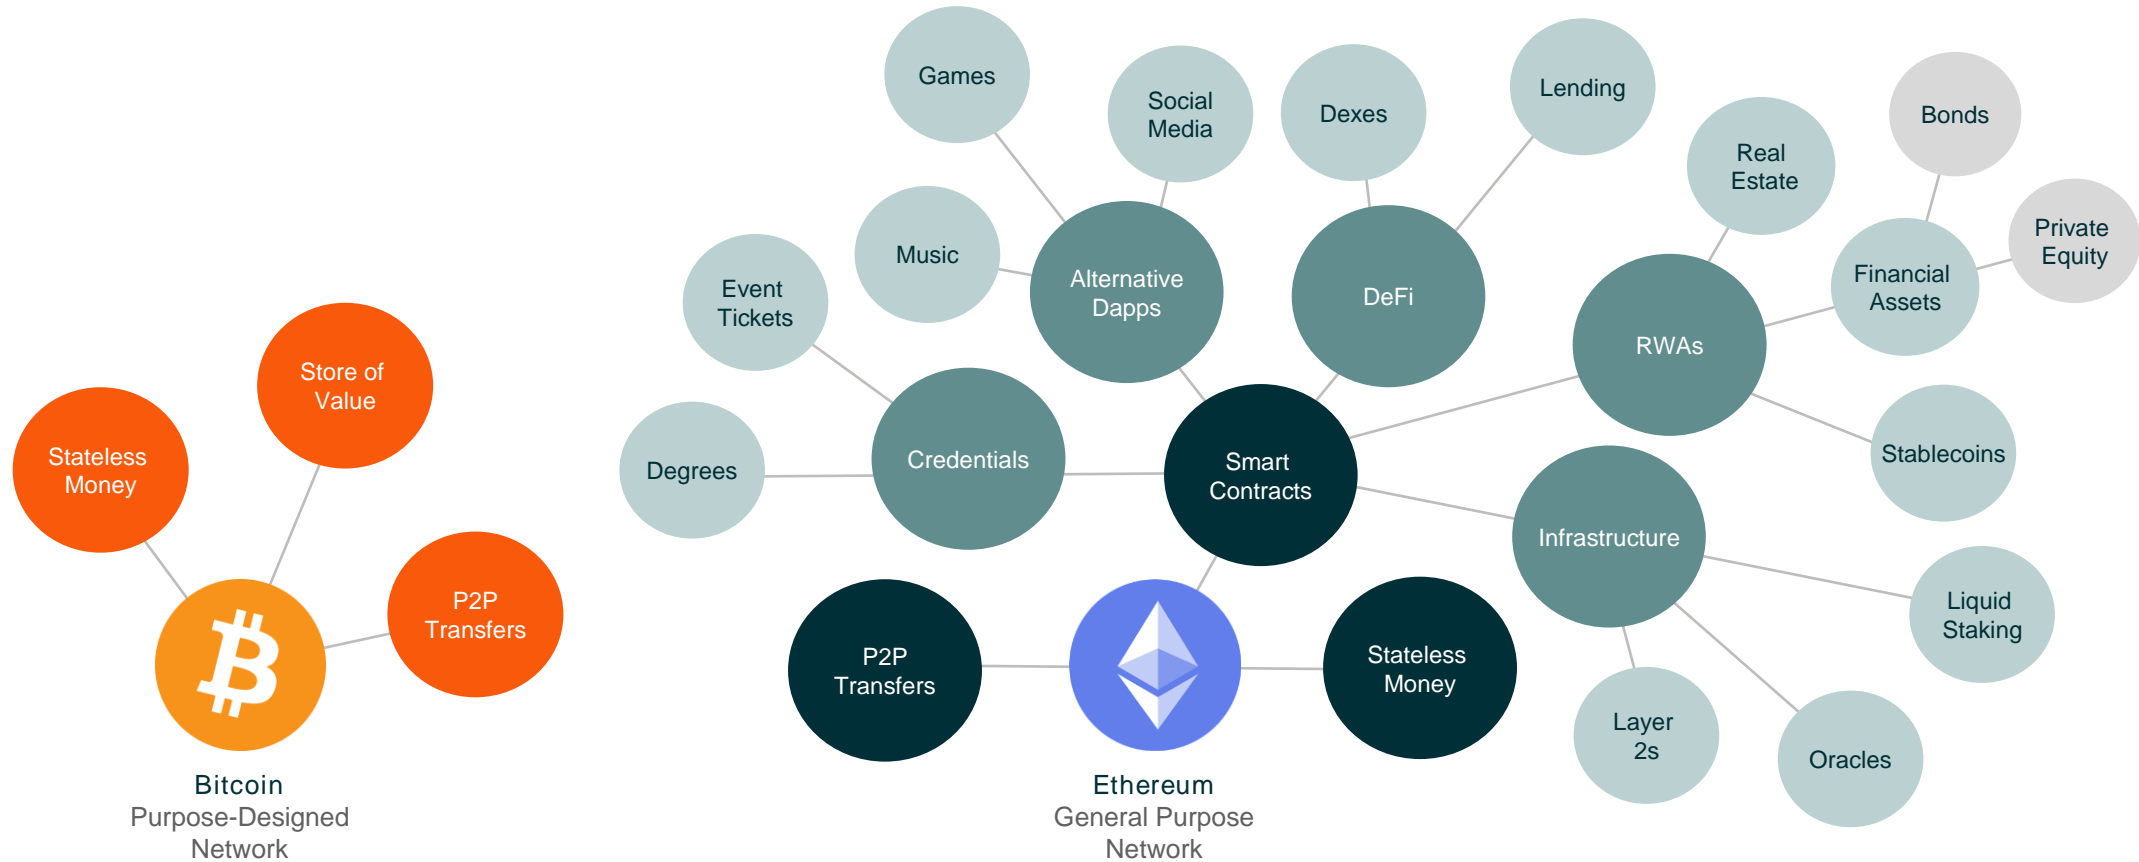 Games
Social
Media
Dexes
Lending
Bonds
Real
Estate
Private
Equity
Music
Event
Tickets
Alternative
Dapps
DeFi
Financial
Assets
RWAs
Store of
Value
Stateless
Money
Degrees
Credentials
Smart
Contracts
Stablecoins
Infrastructure
P2P
Transfers
P2P
Transfers
Stateless
Money
Liquid
Staking
Layer
2s
Oracles
Bitcoin
Purpose-Designed
Network
Ethereum
General Purpose
Network